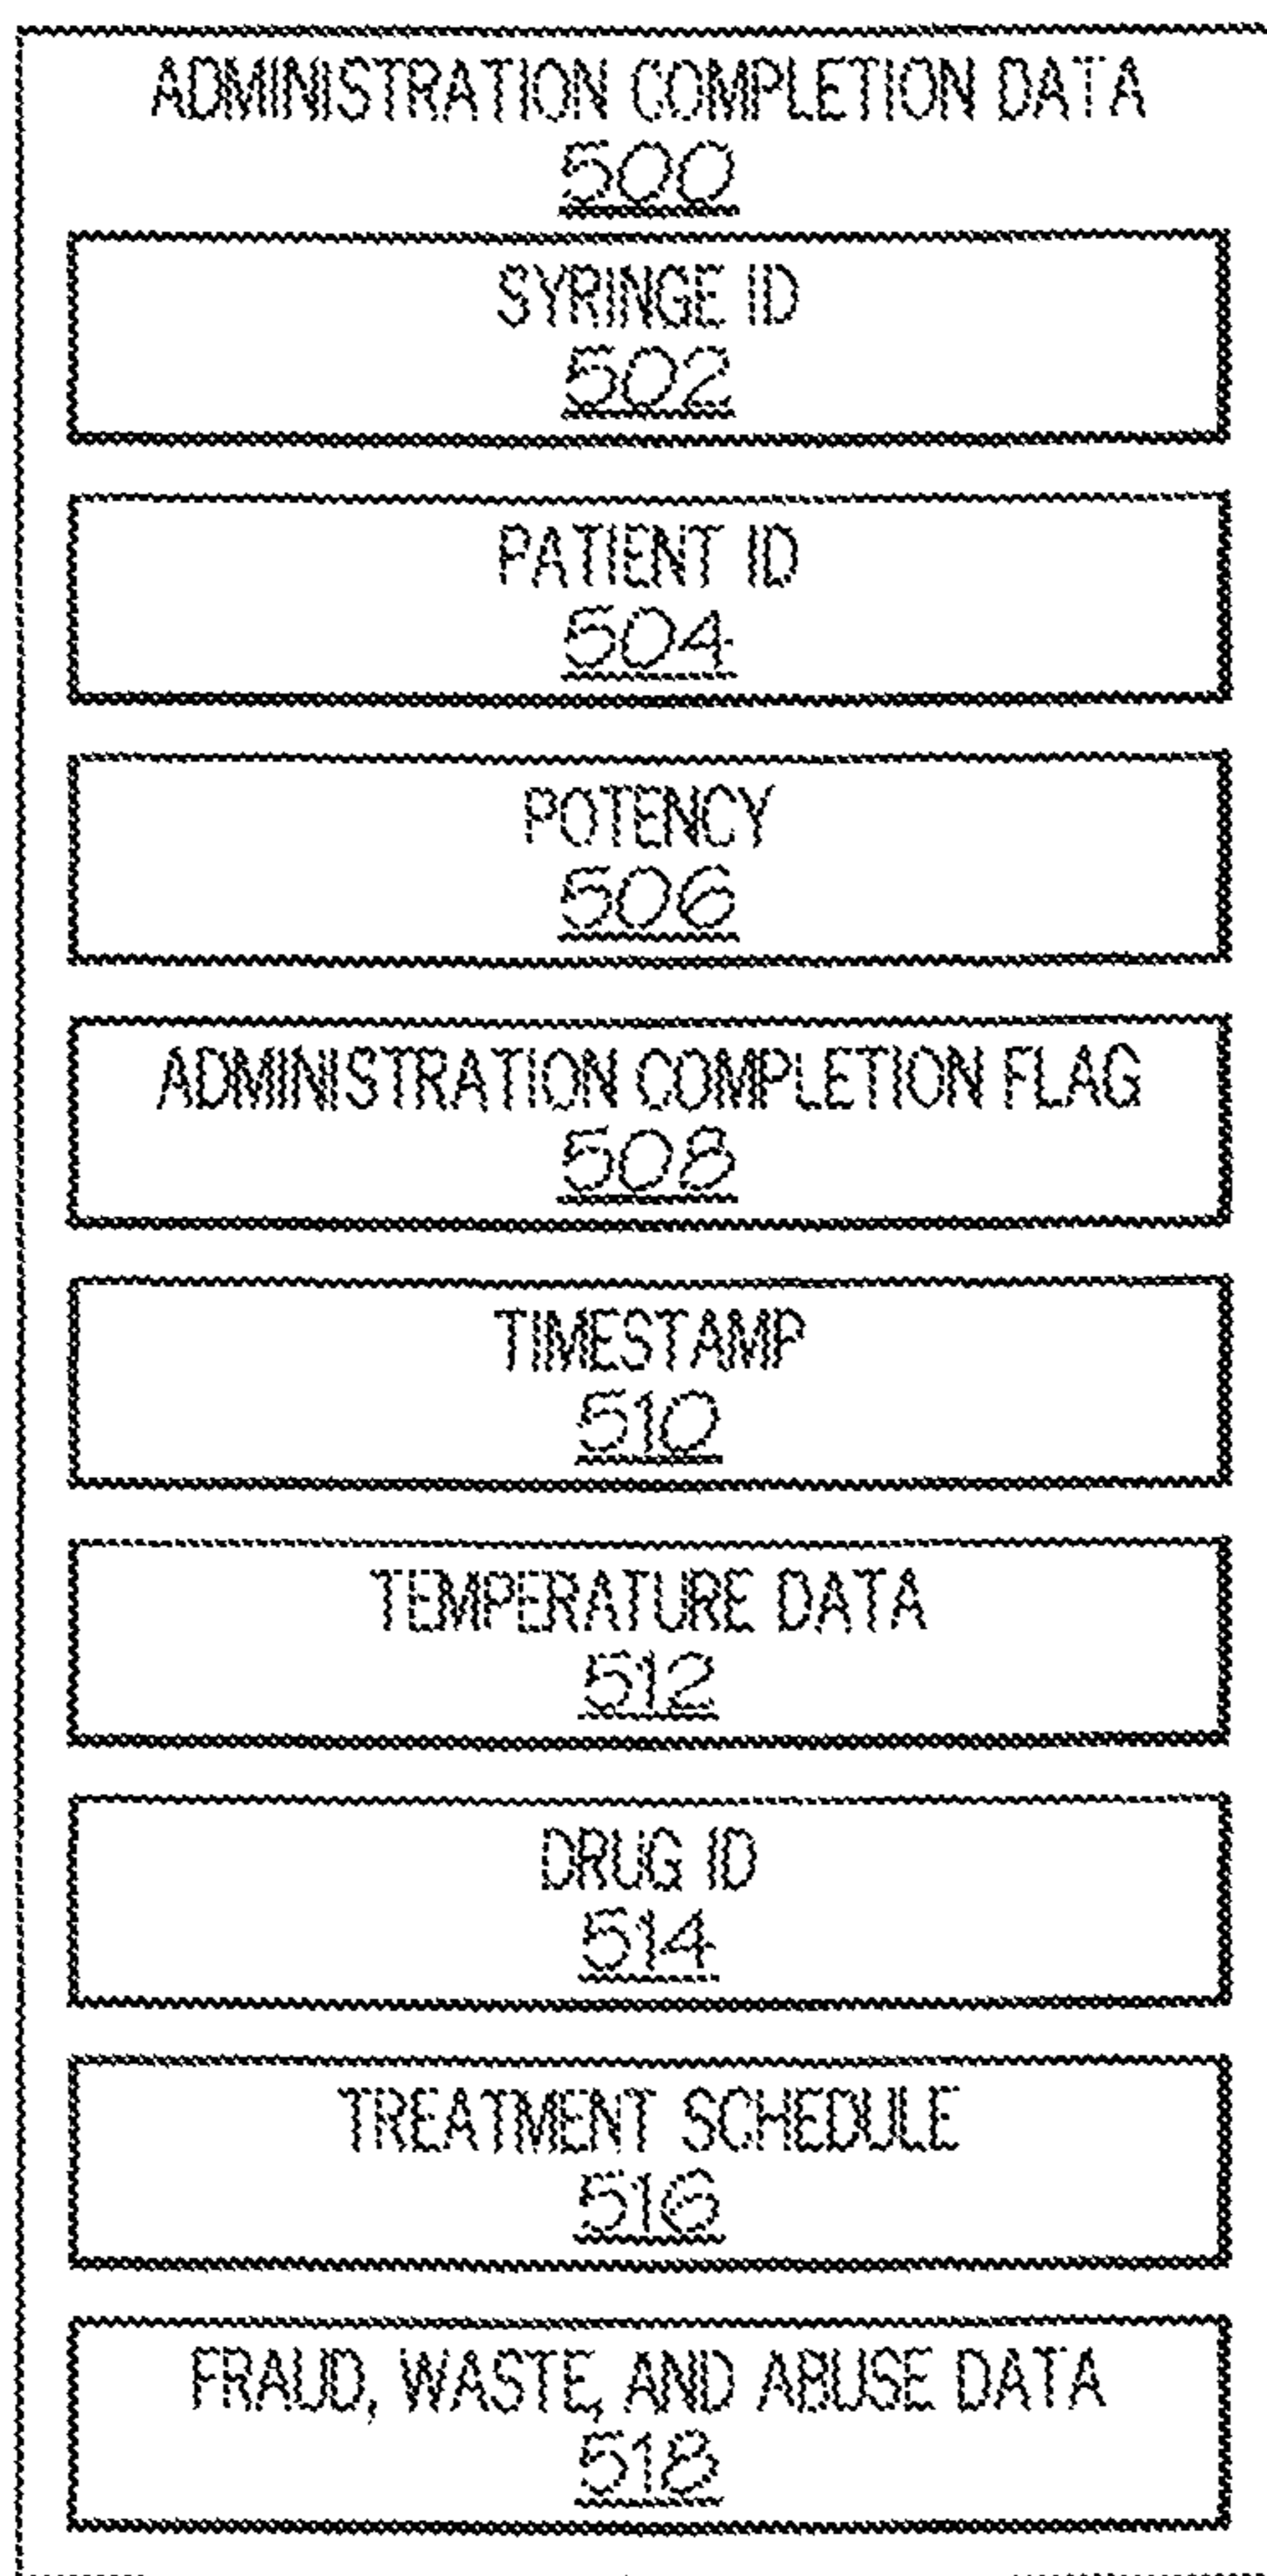 ADMINISTRATION COMPLETION DATA
500
SYRINGE ID
502
PATIENT ID
504
POTENCY
506
ADMINISTRATION COMPLETION FLAG
508
TIMESTAMP
510
TEMPERATURE DATA
512
DRUG ID
514
TREATMENT SCHEDULE
516
FRAUD, WASTE, AND ABUSE DATA
518